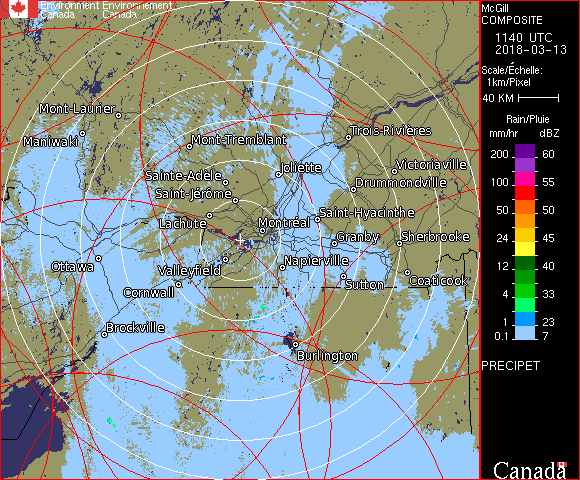 Environment Environnement
Canada Canada
McGill
COMPOSITE
1140 UTC
2018-03-13
Scale/Échelle:
1km/Pixel
40 KM
Rain/Pluie
mm/hr dBZ
200 60
100 55
50 50
24 45
12 40
4 33
1 23
0.1 7
PRECIPET
Canada
Mont-Laurier
Maniwaki
Mont-Tremblant
Trois-Rivières
Sainte-Adèle
Joliette
Victoriaville
Saint-Jérôme
Drummondville
Lachute
Montréal
Saint-Hyacinthe
Granby
Sherbrooke
Ottawa
Valleyfield
Napierville
Cornwall
Sutton
Coaticook
Brockville
Burlington